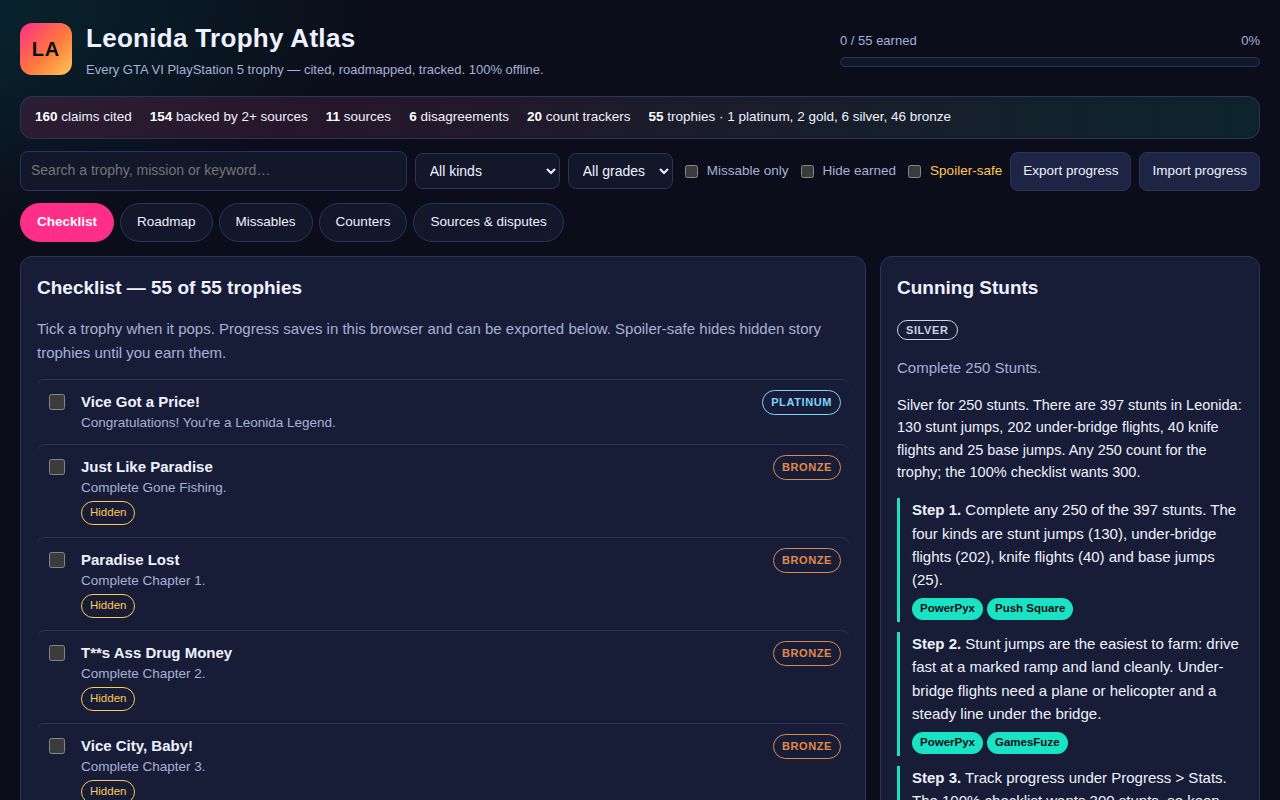 LA
Leonida Trophy Atlas
Every GTA VI PlayStation 5 trophy — cited, roadmapped, tracked. 100% offline.
0 / 55 earned 0%
160 claims cited 154 backed by 2+ sources 11 sources 6 disagreements 20 count trackers 55 trophies · 1 platinum, 2 gold, 6 silver, 46 bronze
Search a trophy, mission or keyword… All kinds All grades Missable only Hide earned Spoiler-safe Export progress Import progress
Checklist Roadmap Missables Counters Sources & disputes
Checklist — 55 of 55 trophies
Tick a trophy when it pops. Progress saves in this browser and can be exported below. Spoiler-safe hides hidden story
trophies until you earn them.
Vice Got a Price! PLATINUM
Congratulations! You're a Leonida Legend.
Just Like Paradise BRONZE
Complete Gone Fishing.
Hidden
Paradise Lost BRONZE
Complete Chapter 1.
Hidden
T**s Ass Drug Money BRONZE
Complete Chapter 2.
Hidden
Vice City, Baby! BRONZE
Complete Chapter 3.
Hidden
Cunning Stunts
SILVER
Complete 250 Stunts.
Silver for 250 stunts. There are 397 stunts in Leonida:
130 stunt jumps, 202 under-bridge flights, 40 knife
flights and 25 base jumps. Any 250 count for the
trophy; the 100% checklist wants 300.
Step 1. Complete any 250 of the 397 stunts. The
four kinds are stunt jumps (130), under-bridge
flights (202), knife flights (40) and base jumps
(25).
PowerPyx Push Square
Step 2. Stunt jumps are the easiest to farm: drive
fast at a marked ramp and land cleanly. Under-
bridge flights need a plane or helicopter and a
steady line under the bridge.
PowerPyx GamesFuze
Step 3. Track progress under Progress > Stats.
The 100% checklist wants 300 stunts, so keep